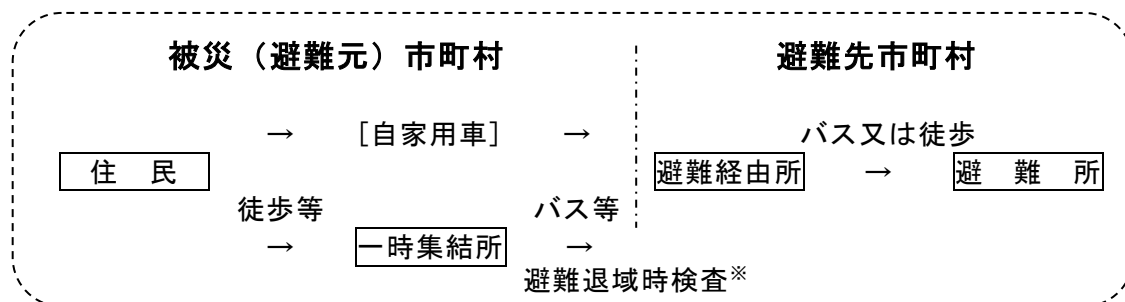 被災（避難元）市町村 避難先市町村
→ ［自家用車］ → バス又は徒歩
住 民 避難経由所 → 避 難 所
徒歩等 バス等
→ 一時集結所 →
避難退域時検査※